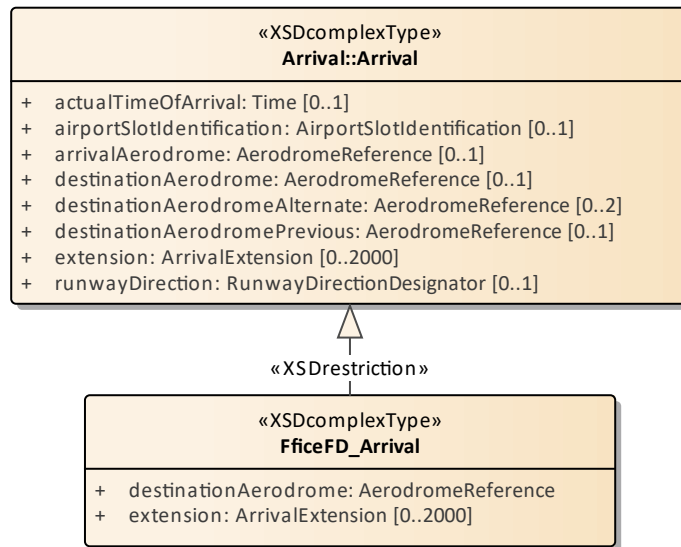 «XSDcomplexType»
Arrival::Arrival
+ actualTimeOfArrival: Time [0..1]
+ airportSlotIdentification: AirportSlotIdentification [0..1]
+ arrivalAerodrome: AerodromeReference [0..1]
+ destinationAerodrome: AerodromeReference [0..1]
+ destinationAerodromeAlternate: AerodromeReference [0..2]
+ destinationAerodromePrevious: AerodromeReference [0..1]
+ extension: ArrivalExtension [0..2000]
+ runwayDirection: RunwayDirectionDesignator [0..1]
«XSDrestriction»
«XSDcomplexType»
FficeFD_Arrival
+ destinationAerodrome: AerodromeReference
+ extension: ArrivalExtension [0..2000]